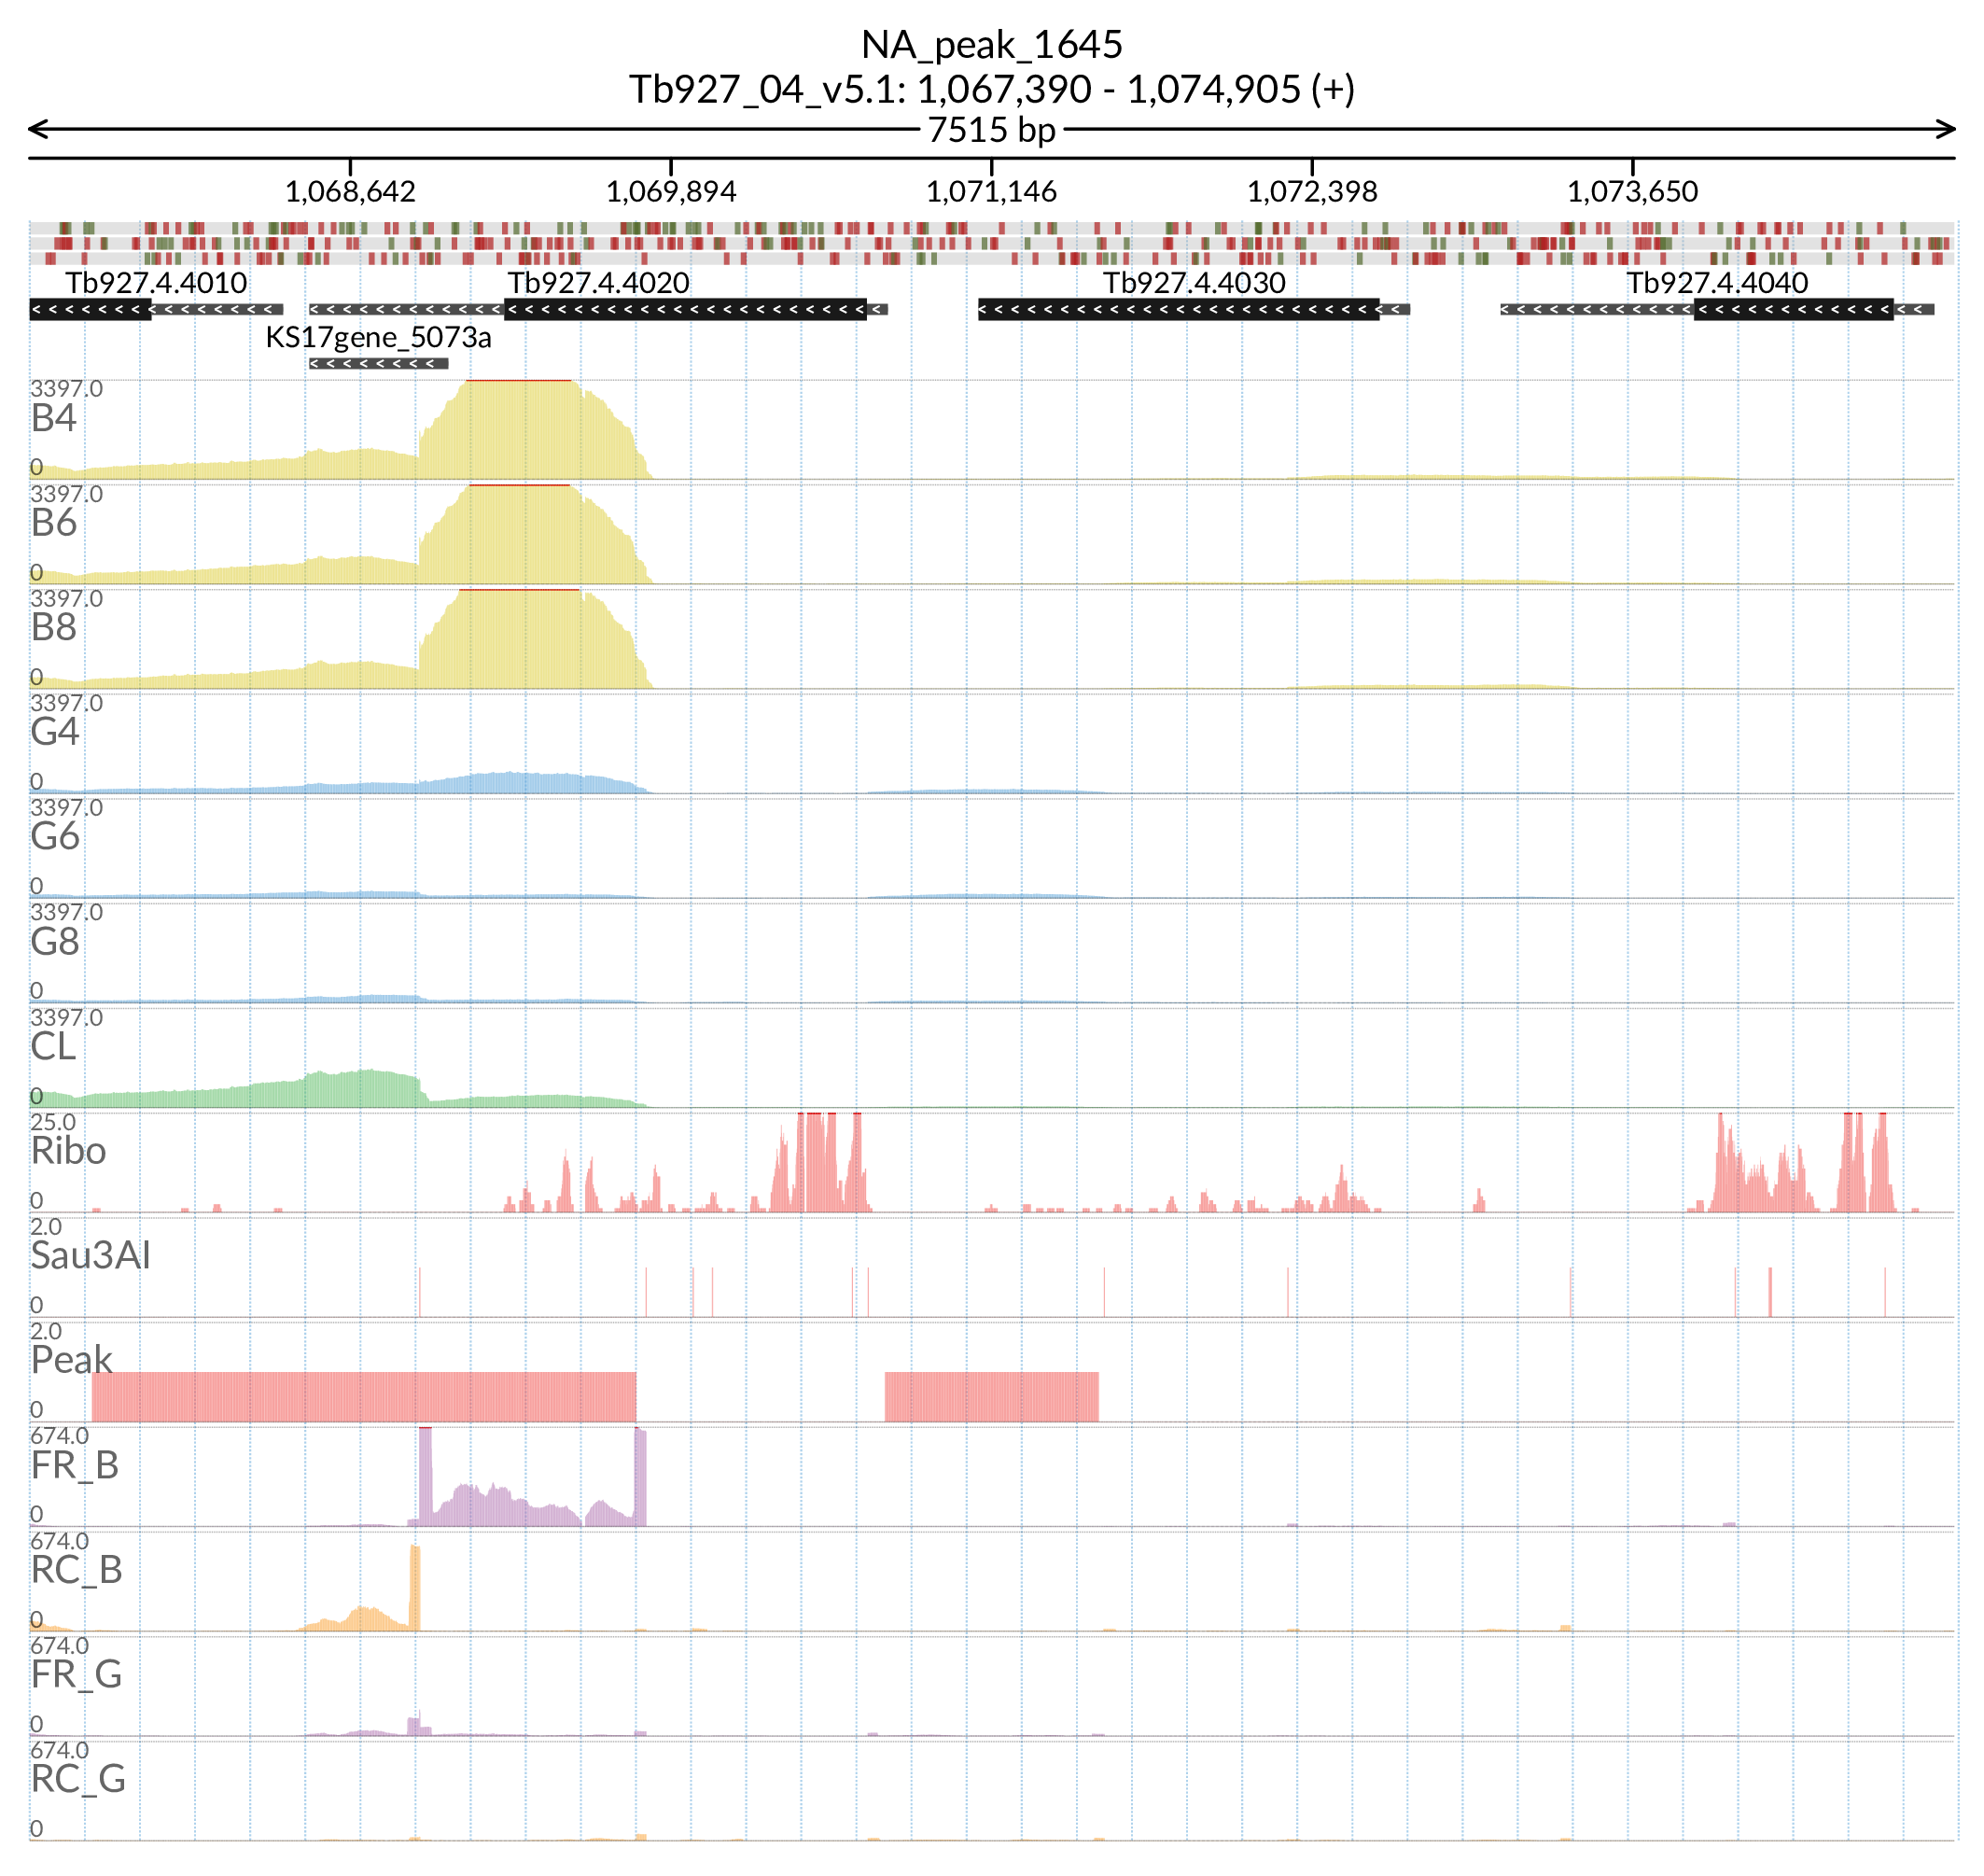 NA_peak_1645
Tb927_04_v5.1: 1,067,390 - 1,074,905 (+)
7515 bp
1,068,642 1,069,894 1,071,146 1,072,398 1,073,650
Tb927.4.4010 Tb927.4.4020 Tb927.4.4030 Tb927.4.4040
KS17gene_5073a
3397.0
B4
0
3397.0
B6
0
3397.0
B8
0
3397.0
G4
0
3397.0
G6
0
3397.0
G8
0
3397.0
CL
0
25.0
Ribo
0
2.0
Sau3AI
0
2.0
Peak
0
674.0
FR_B
0
674.0
RC_B
0
674.0
FR_G
0
674.0
RC_G
0